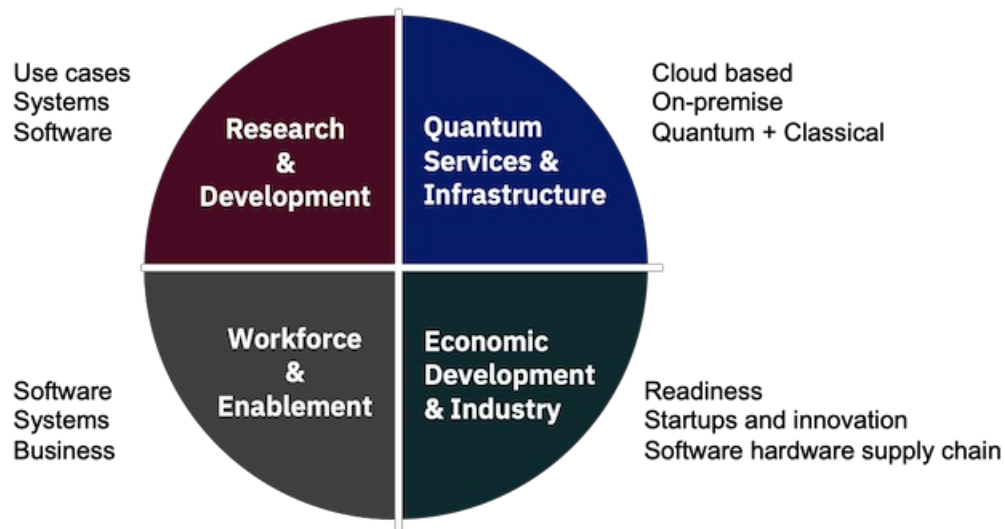 Use cases
Systems
Software
Research
&
Development
Quantum
Services &
Infrastructure
Cloud based
On-premise
Quantum + Classical
Software
Systems
Business
Workforce
&
Enablement
Economic
Development
& Industry
Readiness
Startups and innovation
Software hardware supply chain